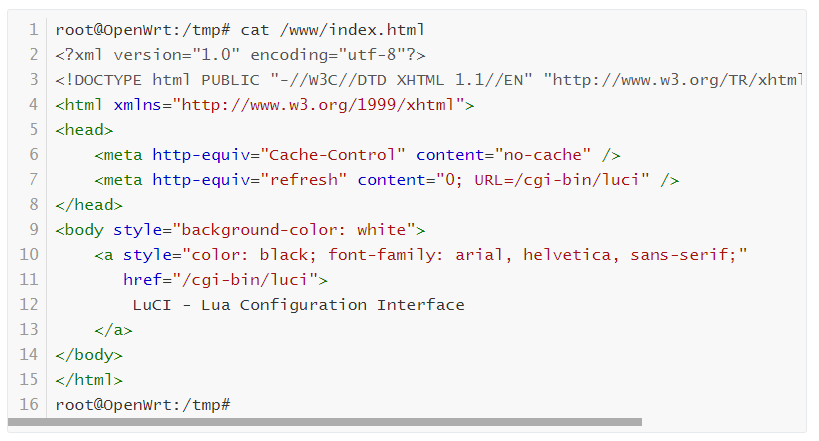 1 root@OpenWrt:/tmp# cat /www/index.html
2 <?xml version="1.0" encoding="utf-8"?>
3 <!DOCTYPE html PUBLIC "-//W3C//DTD XHTML 1.1//EN" "http://www.w3.org/TR/xhtml
4 <html xmlns="http://www.w3.org/1999/xhtml">
5 <head>
6     <meta http-equiv="Cache-Control" content="no-cache" />
7     <meta http-equiv="refresh" content="0; URL=/cgi-bin/luci" />
8 </head>
9 <body style="background-color: white">
10     <a style="color: black; font-family: arial, helvetica, sans-serif;"
11        href="/cgi-bin/luci">
12         LuCI - Lua Configuration Interface
13     </a>
14 </body>
15 </html>
16 root@OpenWrt:/tmp#